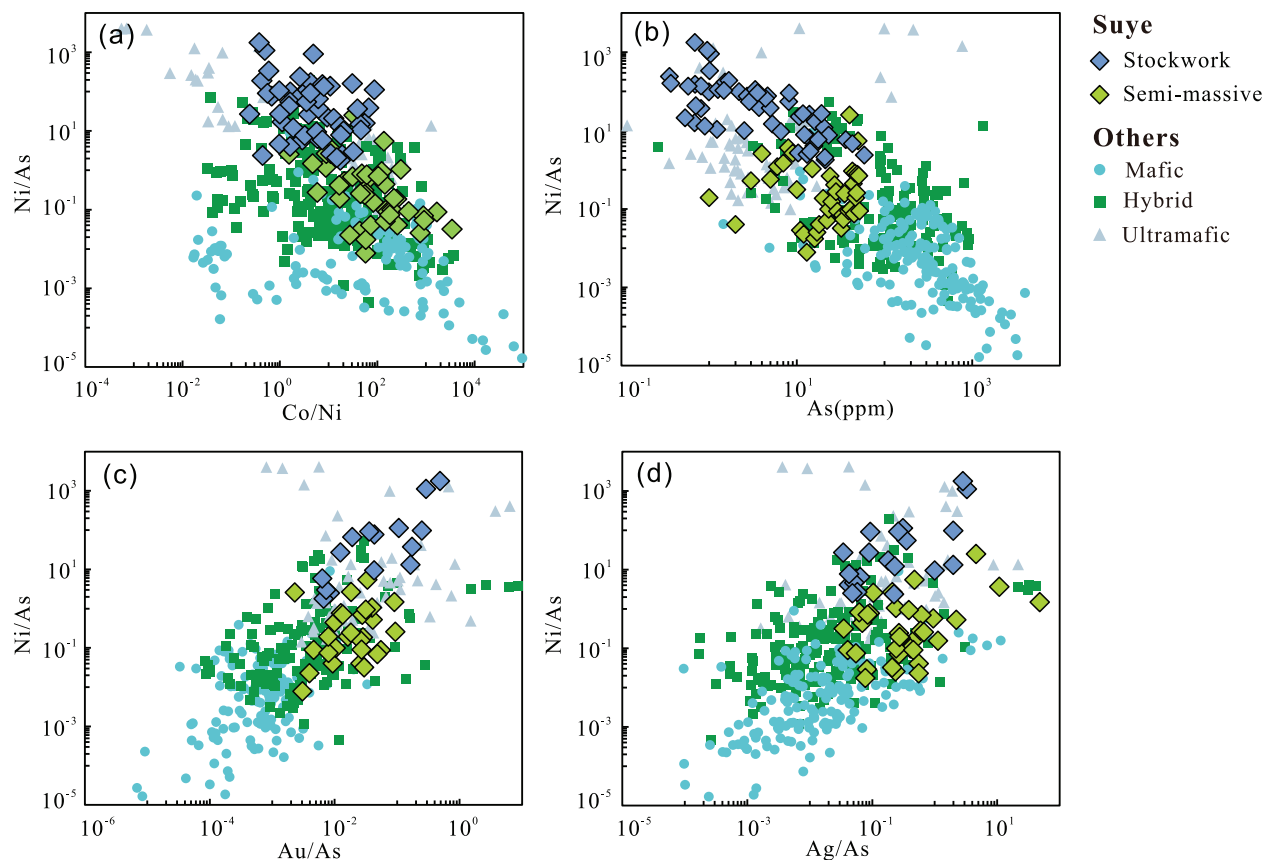 (a)
10^3
10^1
10^-1
10^-3
10^-5
Ni/As
10^-4
10^-2
10^0
10^2
10^4
Co/Ni
(b)
10^3
10^1
10^-1
10^-3
10^-5
Ni/As
10^-1
10^1
10^3
As(ppm)
Suye
Stockwork
Semi-massive
Others
Mafic
Hybrid
Ultramafic
(c)
10^3
10^1
10^-1
10^-3
10^-5
Ni/As
10^-6
10^-4
10^-2
10^0
Au/As
(d)
10^3
10^1
10^-1
10^-3
10^-5
Ni/As
10^-5
10^-3
10^-1
10^1
Ag/As